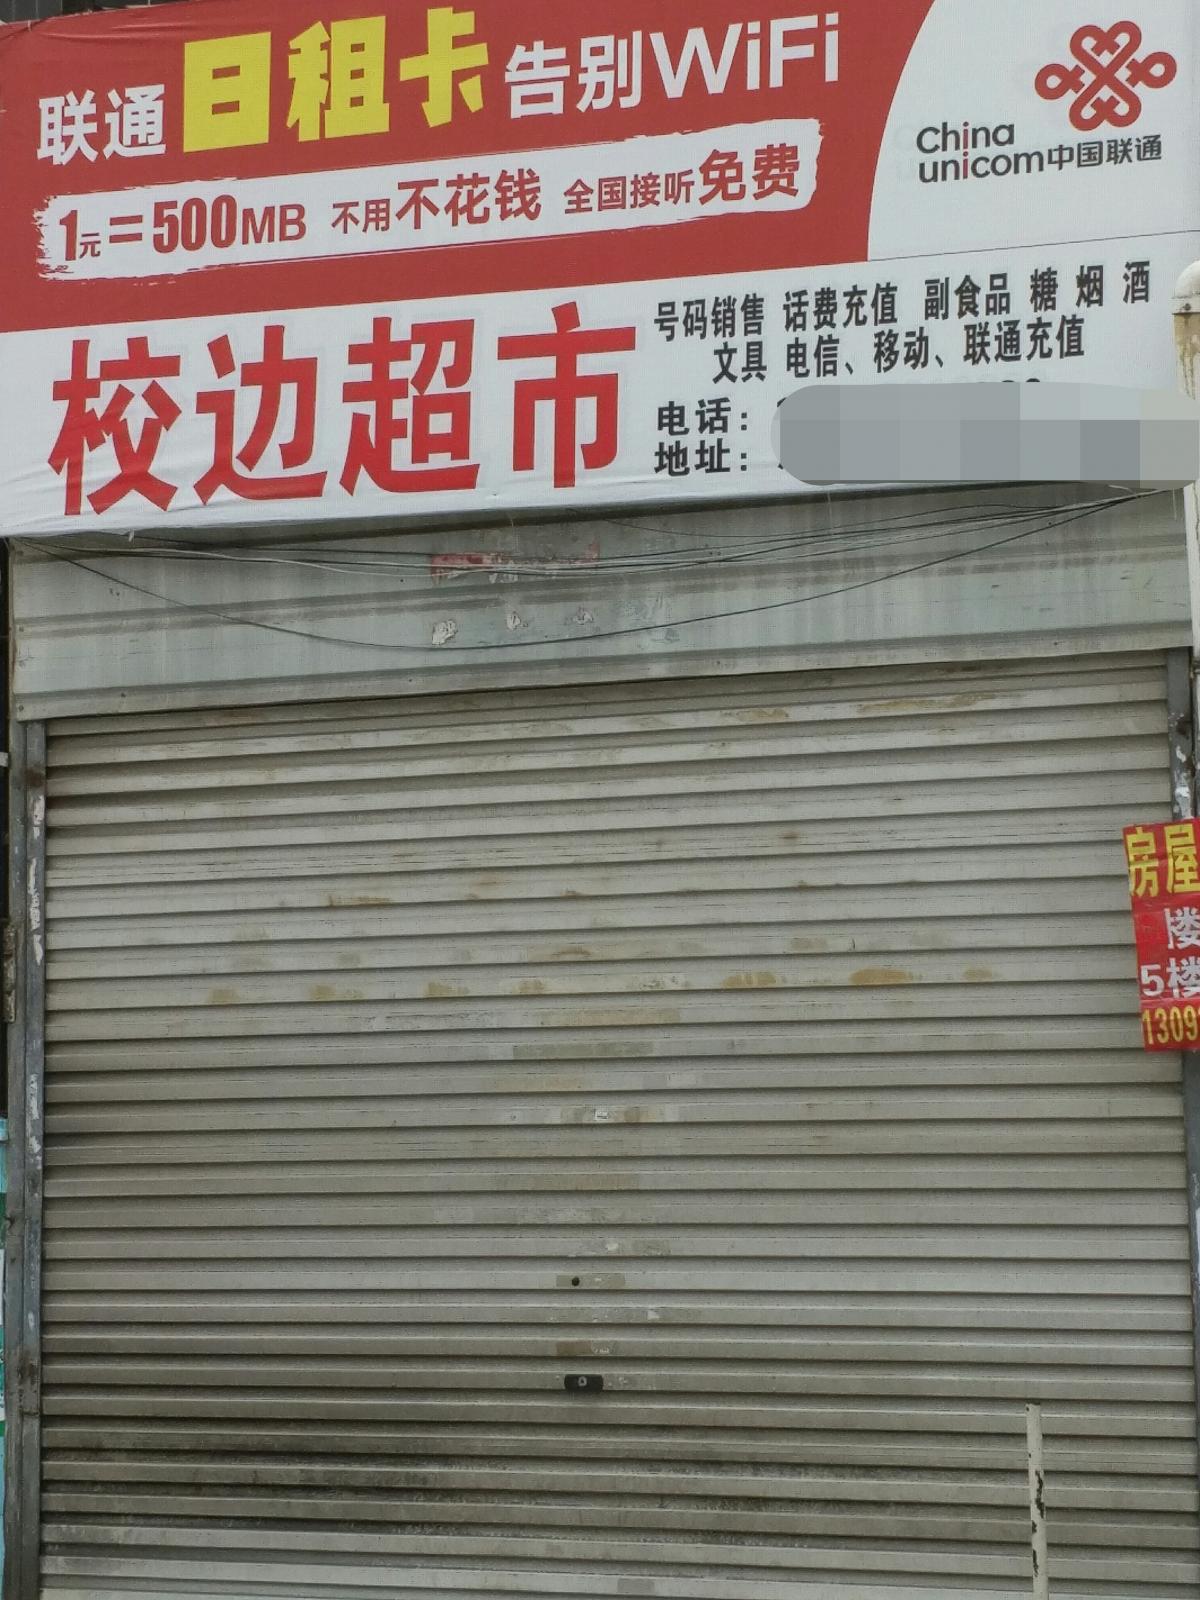 联通日租卡告别WiFi
1元=500MB 不用不花钱 全国接听免费
China
unicom中国联通
校边超市
号码销售 话费充值 副食品 糖 烟 酒
文具 电信、移动、联通充值
电话：
地址：
房屋
楼
5楼
1309